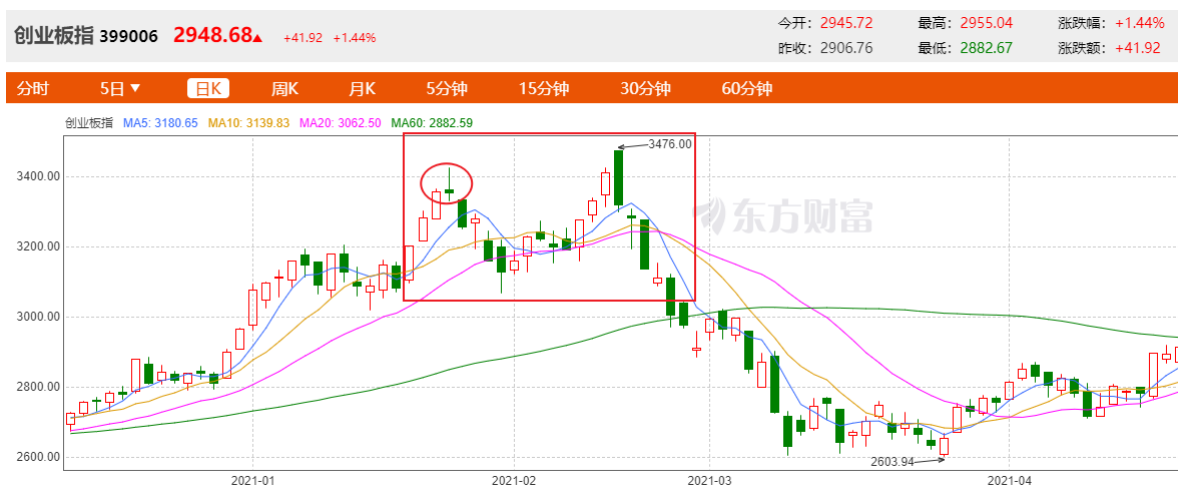 创业板指 399006 2948.68▲ +41.92 +1.44%
今开：2945.72 最高：2955.04 涨跌幅：+1.44%
昨收：2906.76 最低：2882.67 涨跌额：+41.92
分时 5日▼ 日K 周K 月K 5分钟 15分钟 30分钟 60分钟
创业板指 MA5: 3180.65 MA10: 3139.83 MA20: 3062.50 MA60: 2882.59
3476.00
3400.00
东方财富
3200.00
3000.00
2800.00
2603.94
2600.00
2021-01 2021-02 2021-03 2021-04